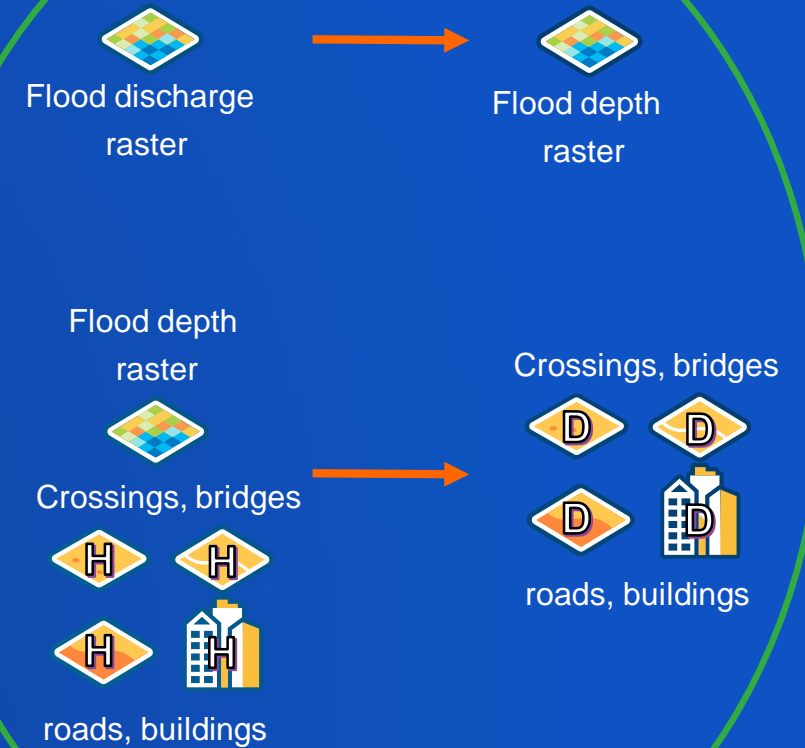 Flood discharge
raster
Flood depth
raster
Flood depth
raster
Crossings, bridges
H H
H H
roads, buildings
Crossings, bridges
D D
D D
roads, buildings